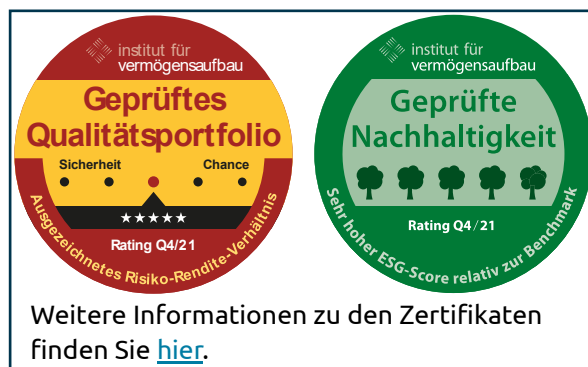 institut für
vermögensaufbau
Geprüftes
Qualitätsportfolio
Sicherheit Chance
★★★★★
Rating Q4/21
Ausgezeichnetes Risiko-Rendite-Verhältnis
institut für
vermögensaufbau
Geprüfte
Nachhaltigkeit
Rating Q4/21
Sehr hoher ESG-Score relativ zur Benchmark
Weitere Informationen zu den Zertifikaten
finden Sie hier.